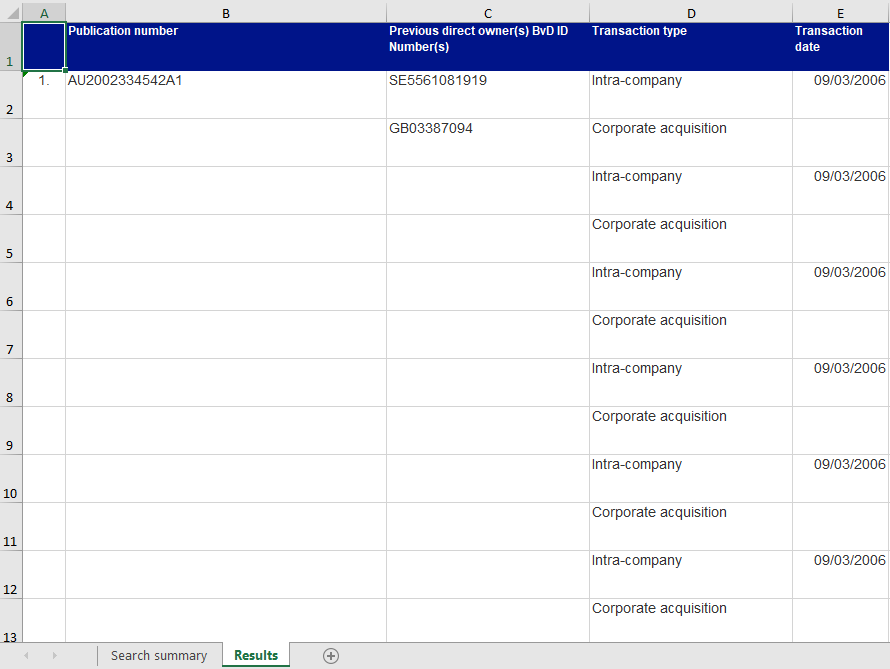 A B C D E
Publication number Previous direct owner(s) BvD ID Transaction type Transaction
Number(s) date
1
1. AU2002334542A1 SE5561081919 Intra-company 09/03/2006
2
GB03387094 Corporate acquisition
3
Intra-company 09/03/2006
4
Corporate acquisition
5
Intra-company 09/03/2006
6
Corporate acquisition
7
Intra-company 09/03/2006
8
Corporate acquisition
9
Intra-company 09/03/2006
10
Corporate acquisition
11
Intra-company 09/03/2006
12
Corporate acquisition
13
Search summary Results